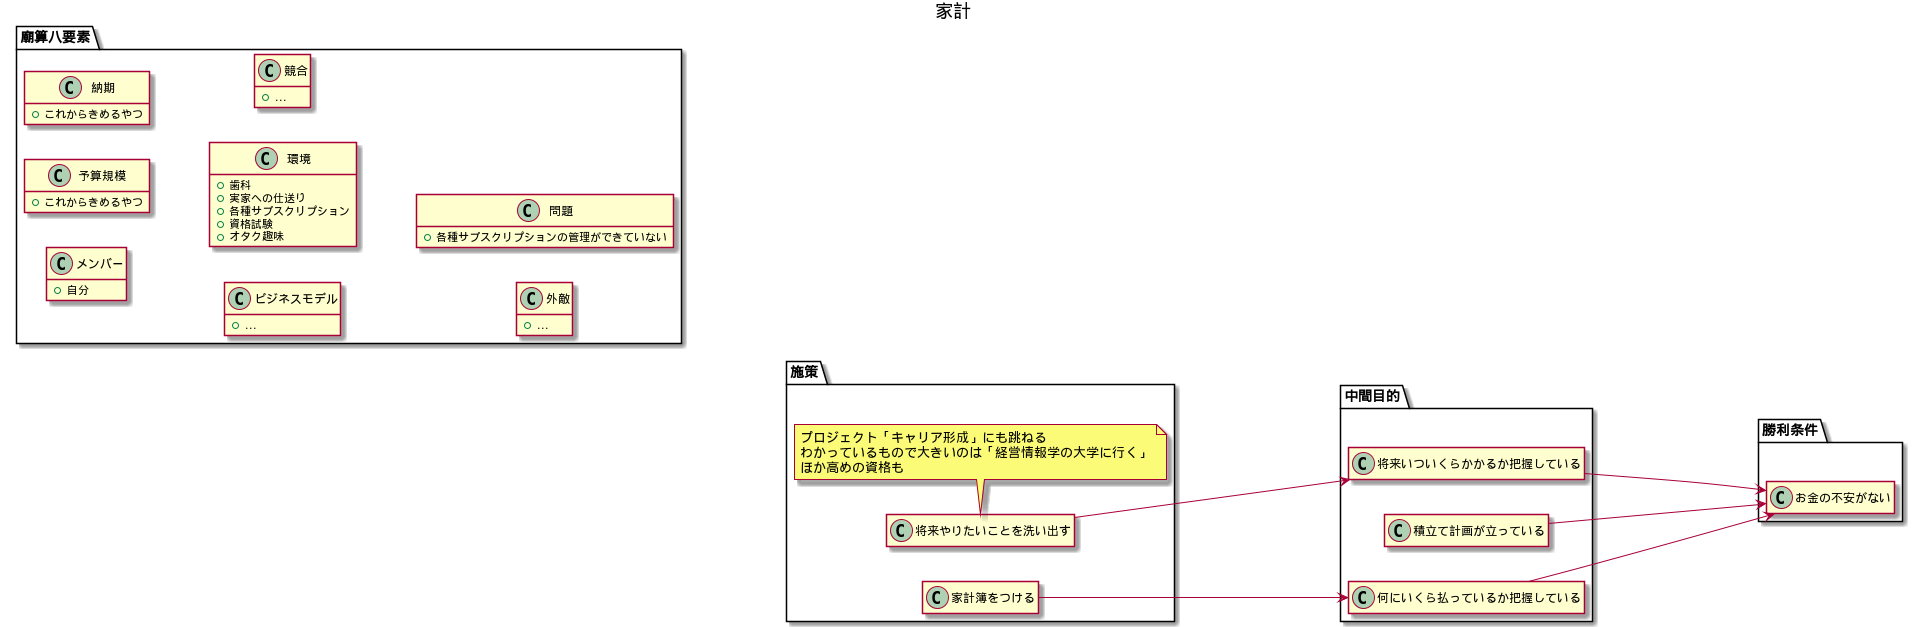 家計
廟算八要素
C 納期
これからきめるやつ
C 予算規模
これからきめるやつ
C メンバー
自分
C 競合
...
C 環境
歯科
実家への仕送り
各種サブスクリプション
資格試験
オタク趣味
C ビジネスモデル
...
C 問題
各種サブスクリプションの管理ができていない
C 外敵
...
施策
プロジェクト「キャリア形成」にも跳ねる
わかっているもので大きいのは「経営情報学の大学に行く」
ほか高めの資格も
C 将来やりたいことを洗い出す
C 家計簿をつける
中間目的
C 将来いついくらかかるか把握している
C 積立て計画が立っている
C 何にいくら払っているか把握している
勝利条件
C お金の不安がない